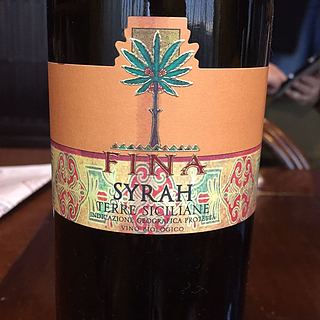 FINA
SYRAH
TERRE SICILIANE
INDICAZIONE GEOGRAFICA PROTETTA
VINO BIOLOGICO